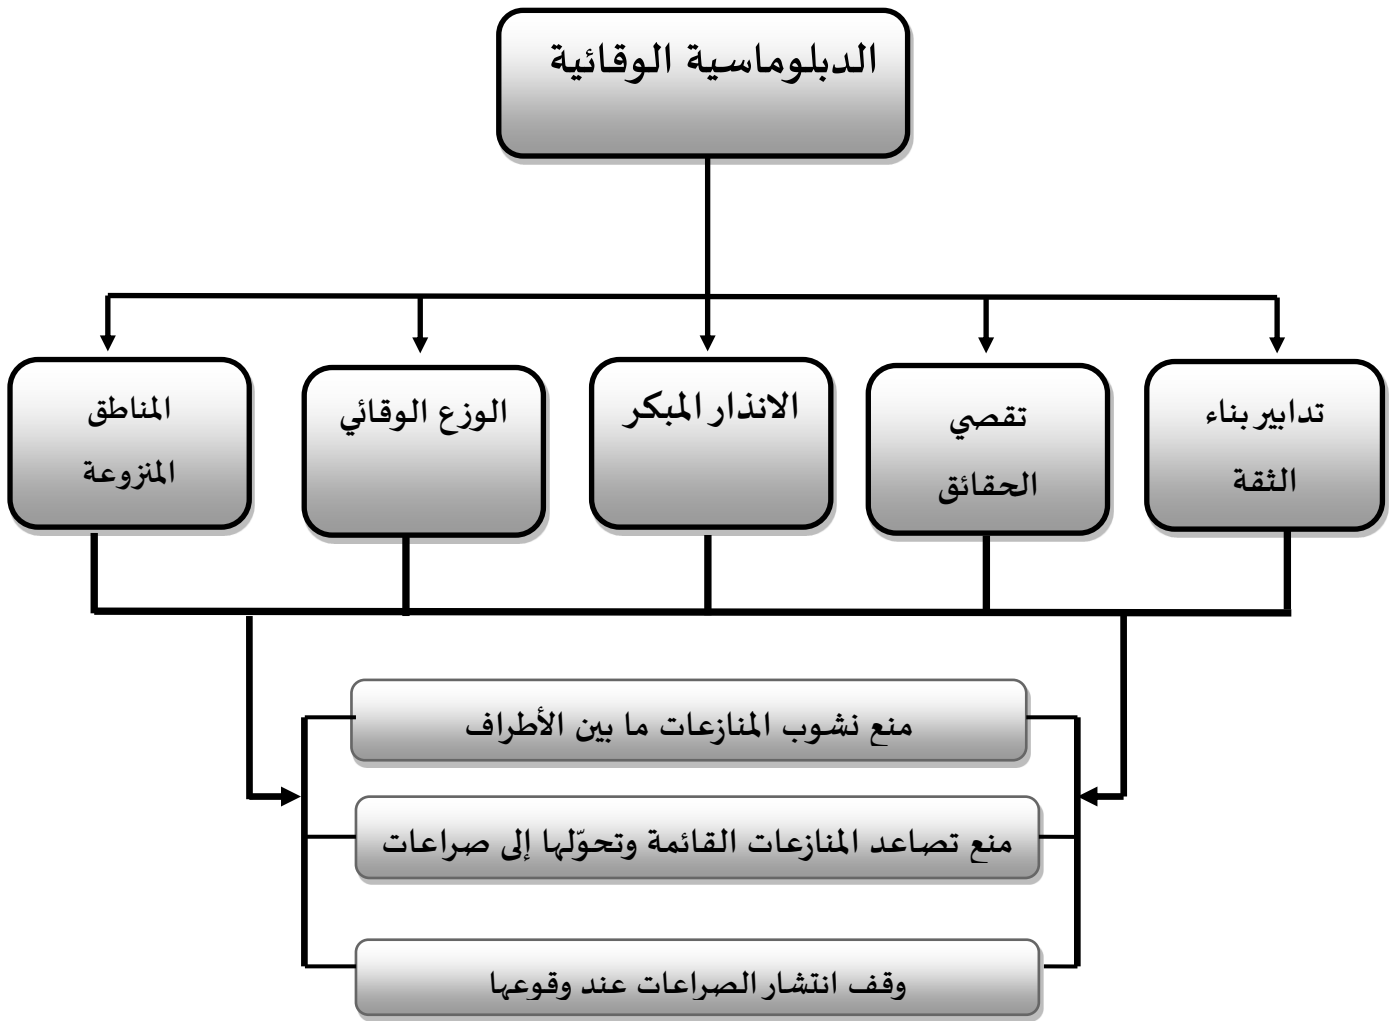 الدبلوماسية الوقائية
تدابير بناء
الثقة
تقصي
الحقائق
الانذار المبكر
الوزع الوقائي
المناطق
المنزوعة
منع نشوب المنازعات ما بين الأطراف
منع تصاعد المنازعات القائمة وتحوّلها إلى صراعات
وقف انتشار الصراعات عند وقوعها